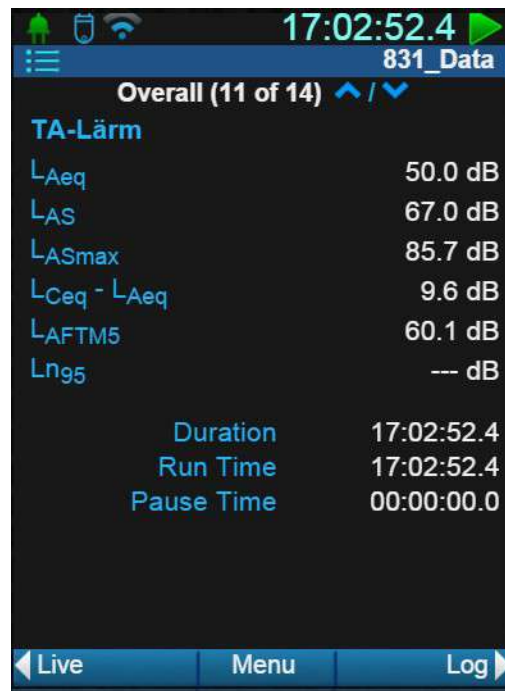 17:02:52.4
831_Data
Overall (11 of 14) /
TA-Lärm
LAeq 50.0 dB
LAS 67.0 dB
LASmax 85.7 dB
LCeq - LAeq 9.6 dB
LAFTM5 60.1 dB
Ln95 --- dB
Duration 17:02:52.4
Run Time 17:02:52.4
Pause Time 00:00:00.0
Live Menu Log